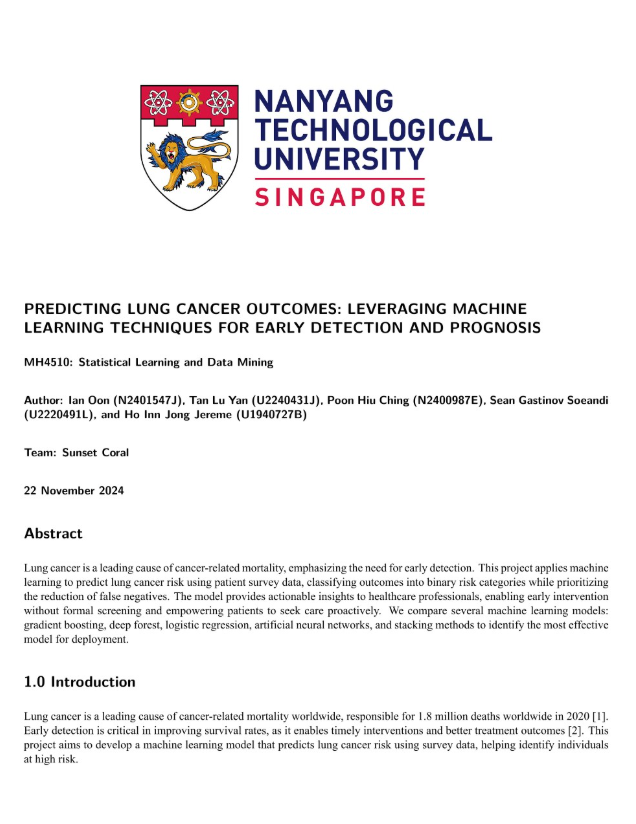 NANYANG
TECHNOLOGICAL
UNIVERSITY
SINGAPORE
PREDICTING LUNG CANCER OUTCOMES: LEVERAGING MACHINE
LEARNING TECHNIQUES FOR EARLY DETECTION AND PROGNOSIS
MH4510: Statistical Learning and Data Mining
Author: Ian Oon (N2401547J), Tan Lu Yan (U2240431J), Poon Hiu Ching (N2400987E), Sean Gastinov Soeandi
(U2220491L), and Ho Inn Jong Jereme (U1940727B)
Team: Sunset Coral
22 November 2024
Abstract
Lung cancer is a leading cause of cancer-related mortality, emphasizing the need for early detection. This project applies machine
learning to predict lung cancer risk using patient survey data, classifying outcomes into binary risk categories while prioritizing
the reduction of false negatives. The model provides actionable insights to healthcare professionals, enabling early intervention
without formal screening and empowering patients to seek care proactively. We compare several machine learning models:
gradient boosting, deep forest, logistic regression, artificial neural networks, and stacking methods to identify the most effective
model for deployment.
1.0 Introduction
Lung cancer is a leading cause of cancer-related mortality worldwide, responsible for 1.8 million deaths worldwide in 2020 [1].
Early detection is critical in improving survival rates, as it enables timely interventions and better treatment outcomes [2]. This
project aims to develop a machine learning model that predicts lung cancer risk using survey data, helping identify individuals
at high risk.